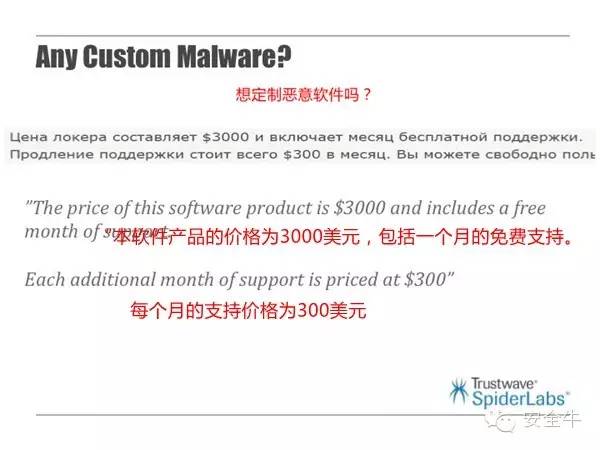 Any Custom Malware?
想定制恶意软件吗？
Цена локера составляет $3000 и включает месяц бесплатной поддержки.
Продление поддержки стоит всего $300 в месяц. Вы можете свободно поль
"The price of this software product is $3000 and includes a free
month of support.
"本软件产品的价格为3000美元，包括一个月的免费支持。
Each additional month of support is priced at $300"
每个月的支持价格为300美元
Trustwave®
SpiderLabs®
安全牛